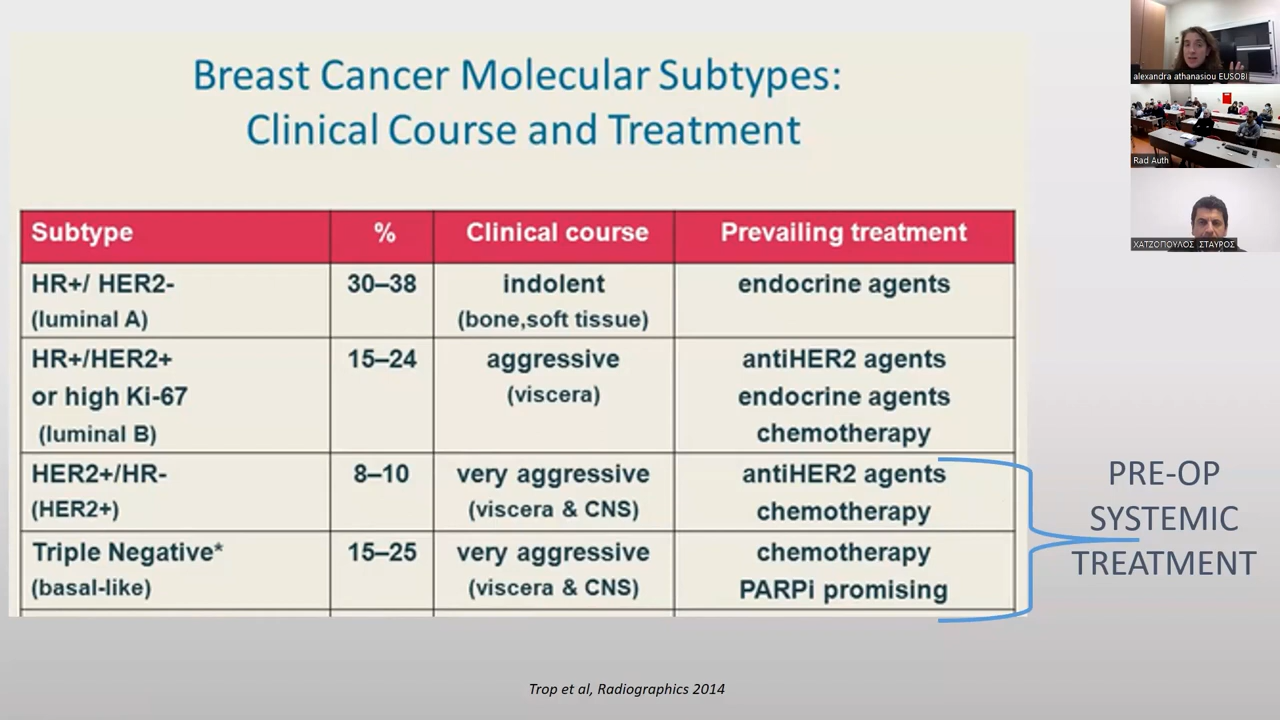 Breast Cancer Molecular Subtypes:
Clinical Course and Treatment
Subtype % Clinical course Prevailing treatment
HR+/ HER2- 30–38 indolent endocrine agents
(luminal A) (bone,soft tissue)
HR+/HER2+ 15–24 aggressive antiHER2 agents
or high Ki-67 (viscera) endocrine agents
(luminal B) chemotherapy
HER2+/HR- 8–10 very aggressive antiHER2 agents
(HER2+) (viscera & CNS) chemotherapy
Triple Negative* 15–25 very aggressive chemotherapy
(basal-like) (viscera & CNS) PARPi promising
PRE-OP
SYSTEMIC
TREATMENT
Trop et al, Radiographics 2014
alexandra athanasiou EUSOBI
Rad Auth
ΧΑΤΖΟΠΟΥΛΟΣ ΣΤΑΥΡΟΣ